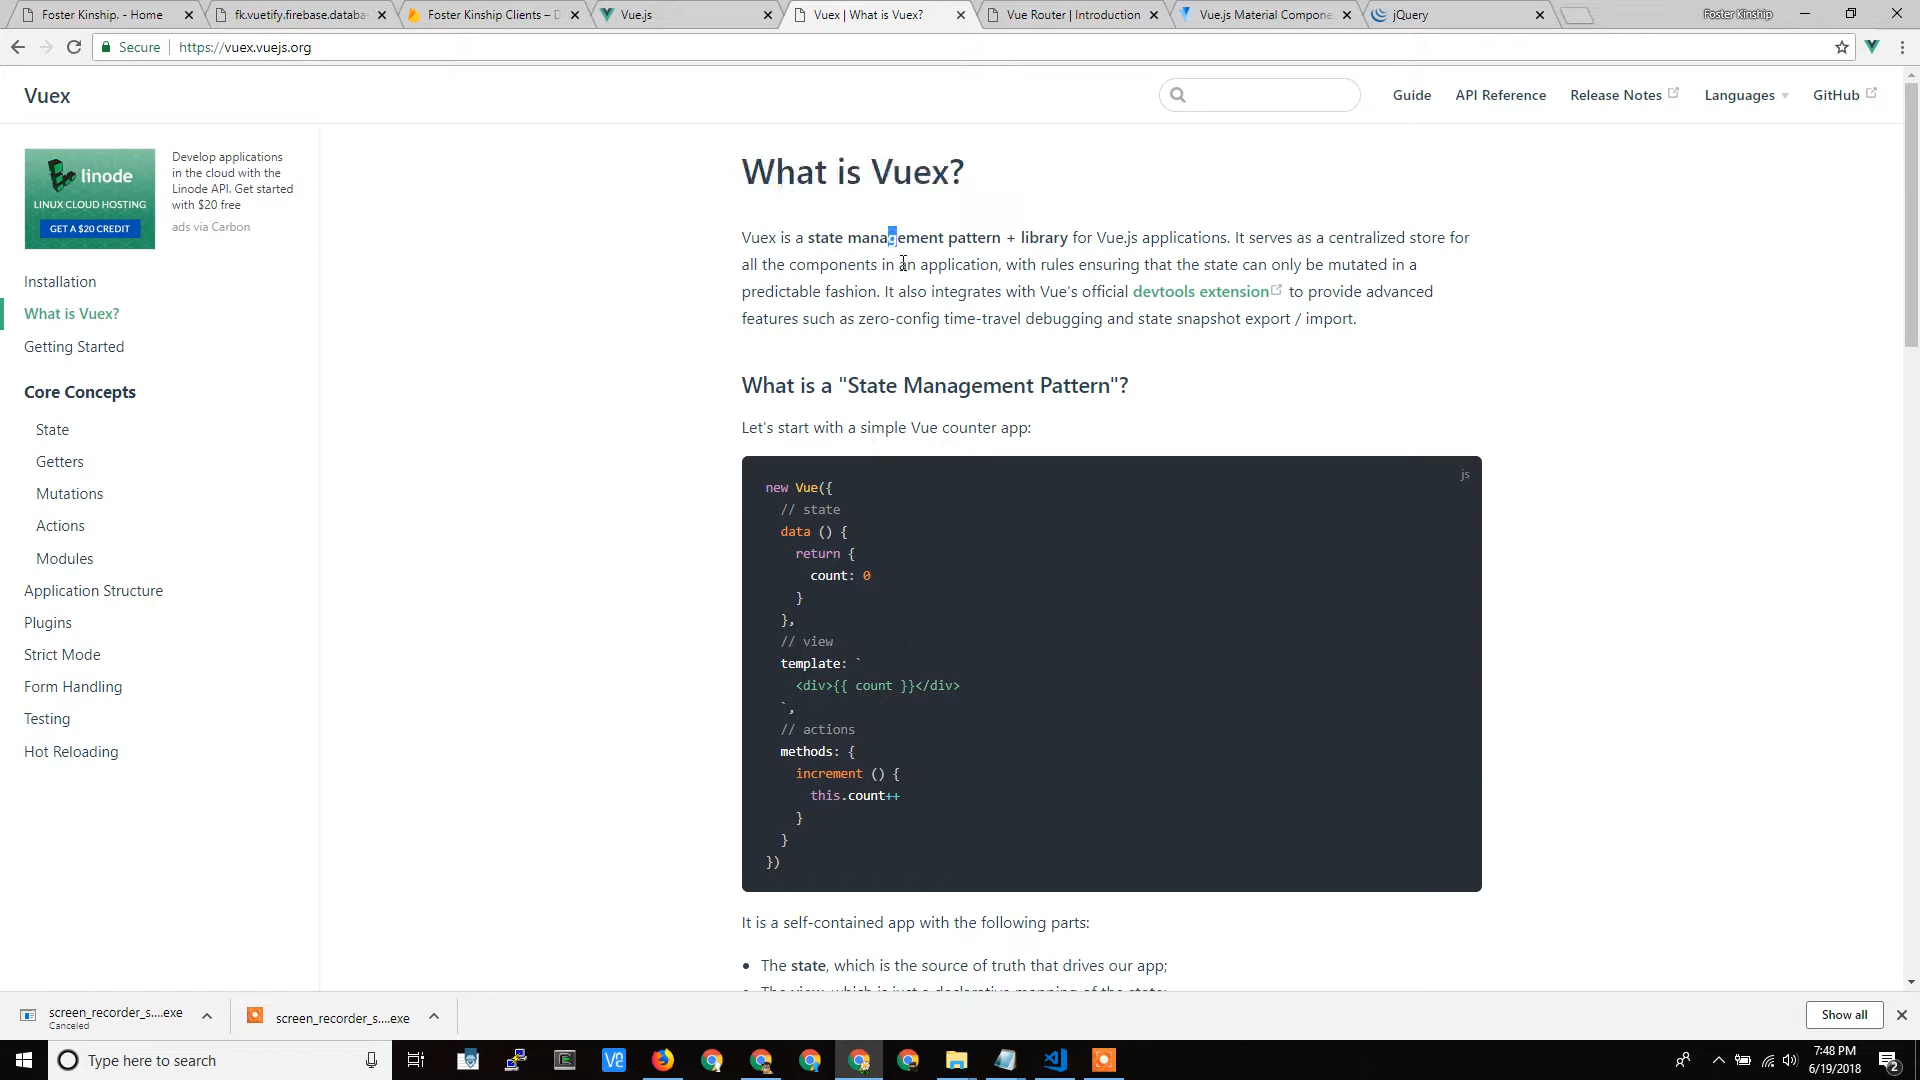 Foster Kinship. - Home
fk.vuetify.firebase.databa
Foster Kinship Clients – D
Vue.js
Vuex | What is Vuex?
Vue Router | Introduction
Vue.js Material Compone
jQuery
Foster Kinship
Secure
https://vuex.vuejs.org
Vuex
Guide
API Reference
Release Notes
Languages
GitHub
linode
LINUX CLOUD HOSTING
GET A $20 CREDIT
Develop applications
in the cloud with the
Linode API. Get started
with $20 free
ads via Carbon
Installation
What is Vuex?
Getting Started
Core Concepts
State
Getters
Mutations
Actions
Modules
Application Structure
Plugins
Strict Mode
Form Handling
Testing
Hot Reloading
What is Vuex?
Vuex is a state management pattern + library for Vue.js applications. It serves as a centralized store for
all the components in an application, with rules ensuring that the state can only be mutated in a
predictable fashion. It also integrates with Vue's official devtools extension to provide advanced
features such as zero-config time-travel debugging and state snapshot export / import.
What is a "State Management Pattern"?
Let's start with a simple Vue counter app:
js
new Vue({
// state
data () {
return {
count: 0
}
},
// view
template: `
<div>{{ count }}</div>
`,
// actions
methods: {
increment () {
this.count++
}
}
})
It is a self-contained app with the following parts:
The state, which is the source of truth that drives our app;
The view, which is just a declarative mapping of the state;
screen_recorder_s....exe
Canceled
screen_recorder_s....exe
Show all
Type here to search
7:48 PM
6/19/2018
2